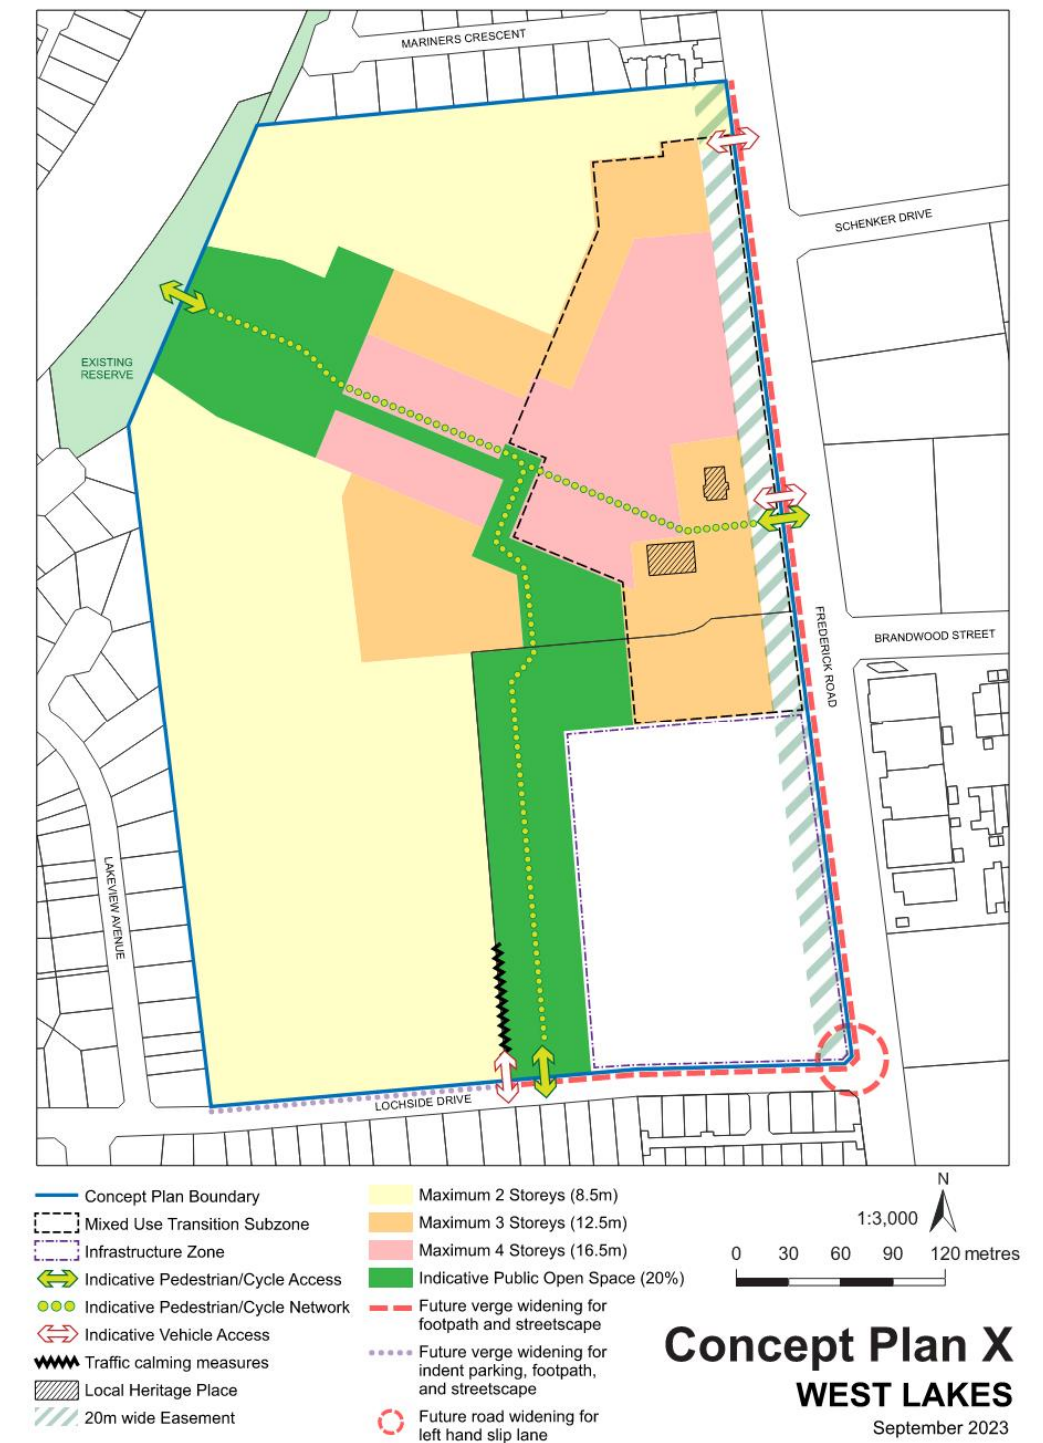 MARINERS CRESCENT
SCHENKER DRIVE
EXISTING
RESERVE
FREDERICK ROAD
BRANDWOOD STREET
LAKEVIEW AVENUE
LOCHSIDE DRIVE
Concept Plan Boundary
Mixed Use Transition Subzone
Infrastructure Zone
Indicative Pedestrian/Cycle Access
Indicative Pedestrian/Cycle Network
Indicative Vehicle Access
Traffic calming measures
Local Heritage Place
20m wide Easement
Maximum 2 Storeys (8.5m)
Maximum 3 Storeys (12.5m)
Maximum 4 Storeys (16.5m)
Indicative Public Open Space (20%)
Future verge widening for
footpath and streetscape
Future verge widening for
indent parking, footpath,
and streetscape
Future road widening for
left hand slip lane
N
1:3,000
0 30 60 90 120 metres
Concept Plan X
WEST LAKES
September 2023